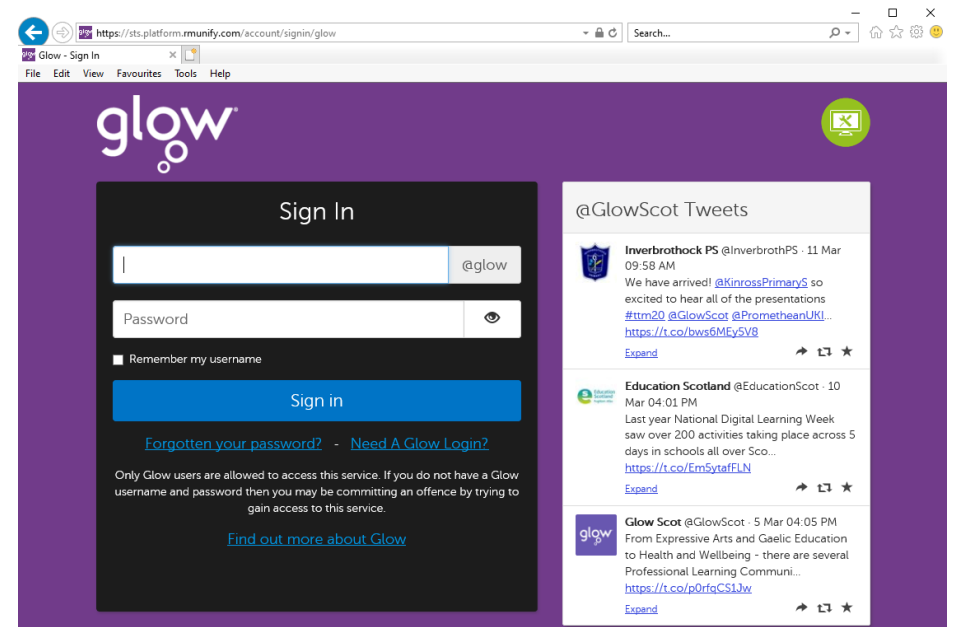 https://sts.platform.rmunify.com/account/signin/glow
Search...
glow Glow - Sign In
File Edit View Favourites Tools Help
glow
Sign In
@glow
Password
Remember my username
Sign in
Forgotten your password? - Need A Glow Login?
Only Glow users are allowed to access this service. If you do not have a Glow
username and password then you may be committing an offence by trying to
gain access to this service.
Find out more about Glow
@GlowScot Tweets
Inverbrothock PS @InverbrothPS · 11 Mar
09:58 AM
We have arrived! @KinrossPrimaryS so
excited to hear all of the presentations
#ttm20 @GlowScot @PrometheanUKI...
https://t.co/bws6MEy5V8
Expand
Education Scotland
Education Scotland @EducationScot · 10
Mar 04:01 PM
Last year National Digital Learning Week
saw over 200 activities taking place across 5
days in schools all over Sco...
https://t.co/Em5ytafFLN
Expand
glow
Glow Scot @GlowScot · 5 Mar 04:05 PM
From Expressive Arts and Gaelic Education
to Health and Wellbeing - there are several
Professional Learning Communi...
https://t.co/p0rfqCS1Jw
Expand